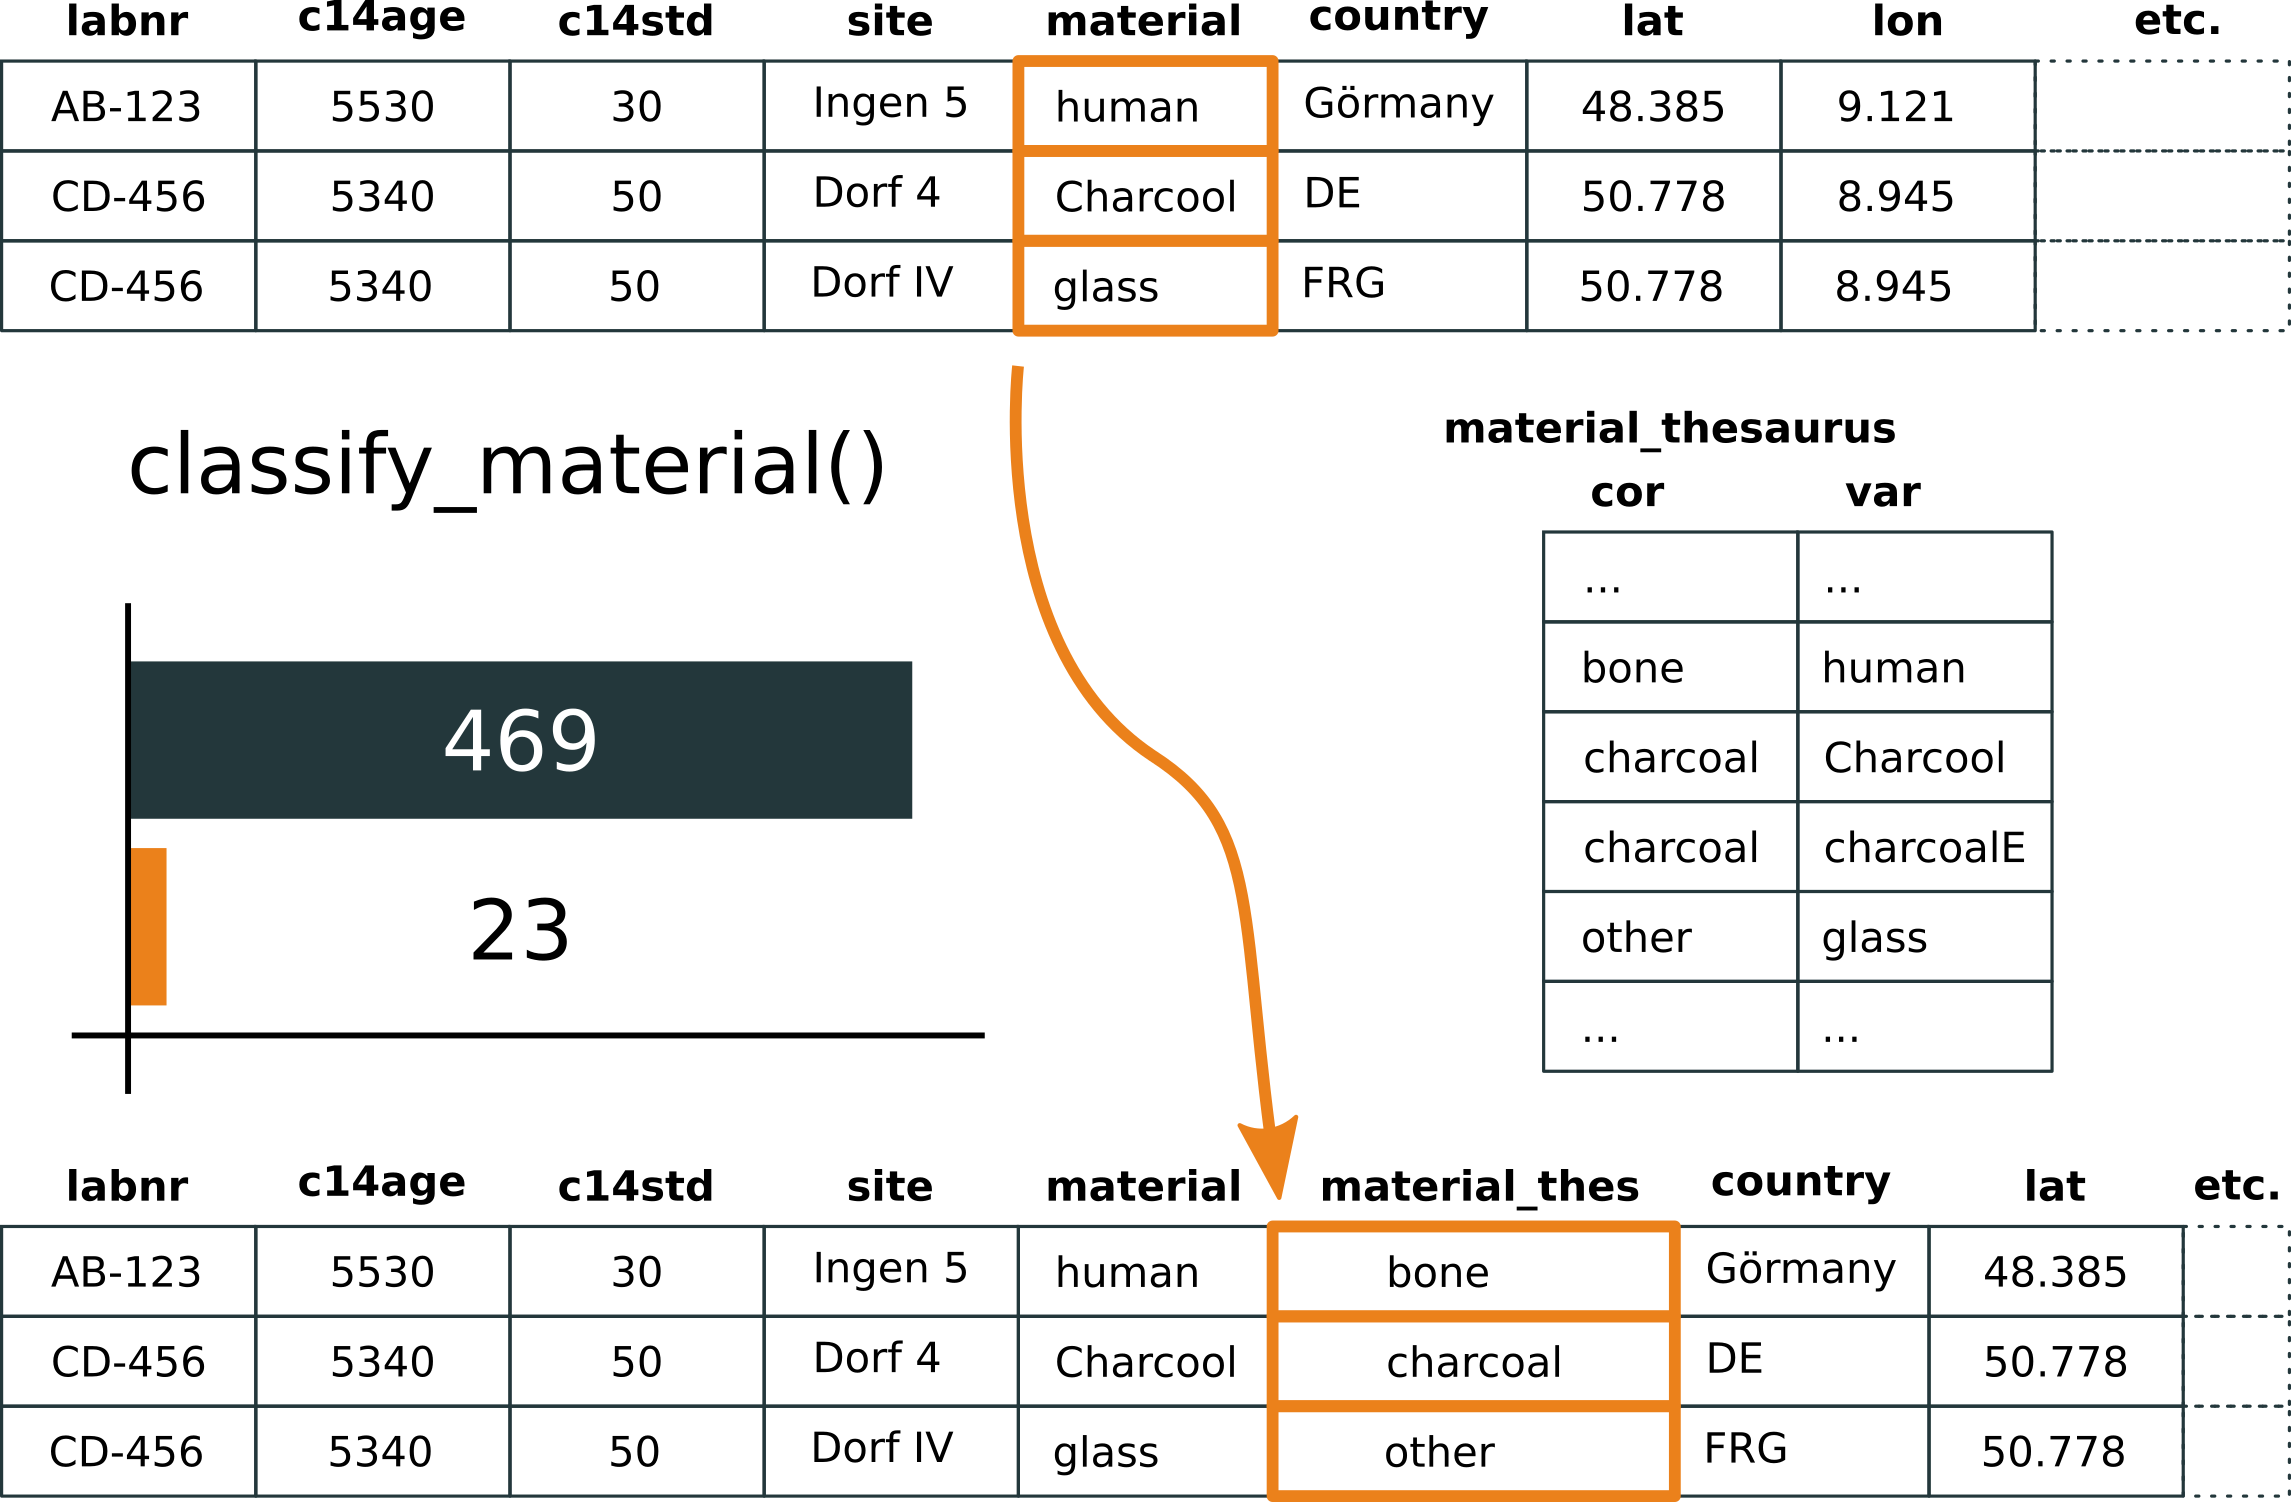 labnr c14age c14std site material country lat lon etc.
AB-123 5530 30 Ingen 5 human Görmany 48.385 9.121
CD-456 5340 50 Dorf 4 Charcool DE 50.778 8.945
CD-456 5340 50 Dorf IV glass FRG 50.778 8.945
classify_material()
469
23
material_thesaurus
cor var
... ...
bone human
charcoal Charcool
charcoal charcoalE
other glass
... ...
labnr c14age c14std site material material_thes country lat etc.
AB-123 5530 30 Ingen 5 human bone Görmany 48.385
CD-456 5340 50 Dorf 4 Charcool charcoal DE 50.778
CD-456 5340 50 Dorf IV glass other FRG 50.778